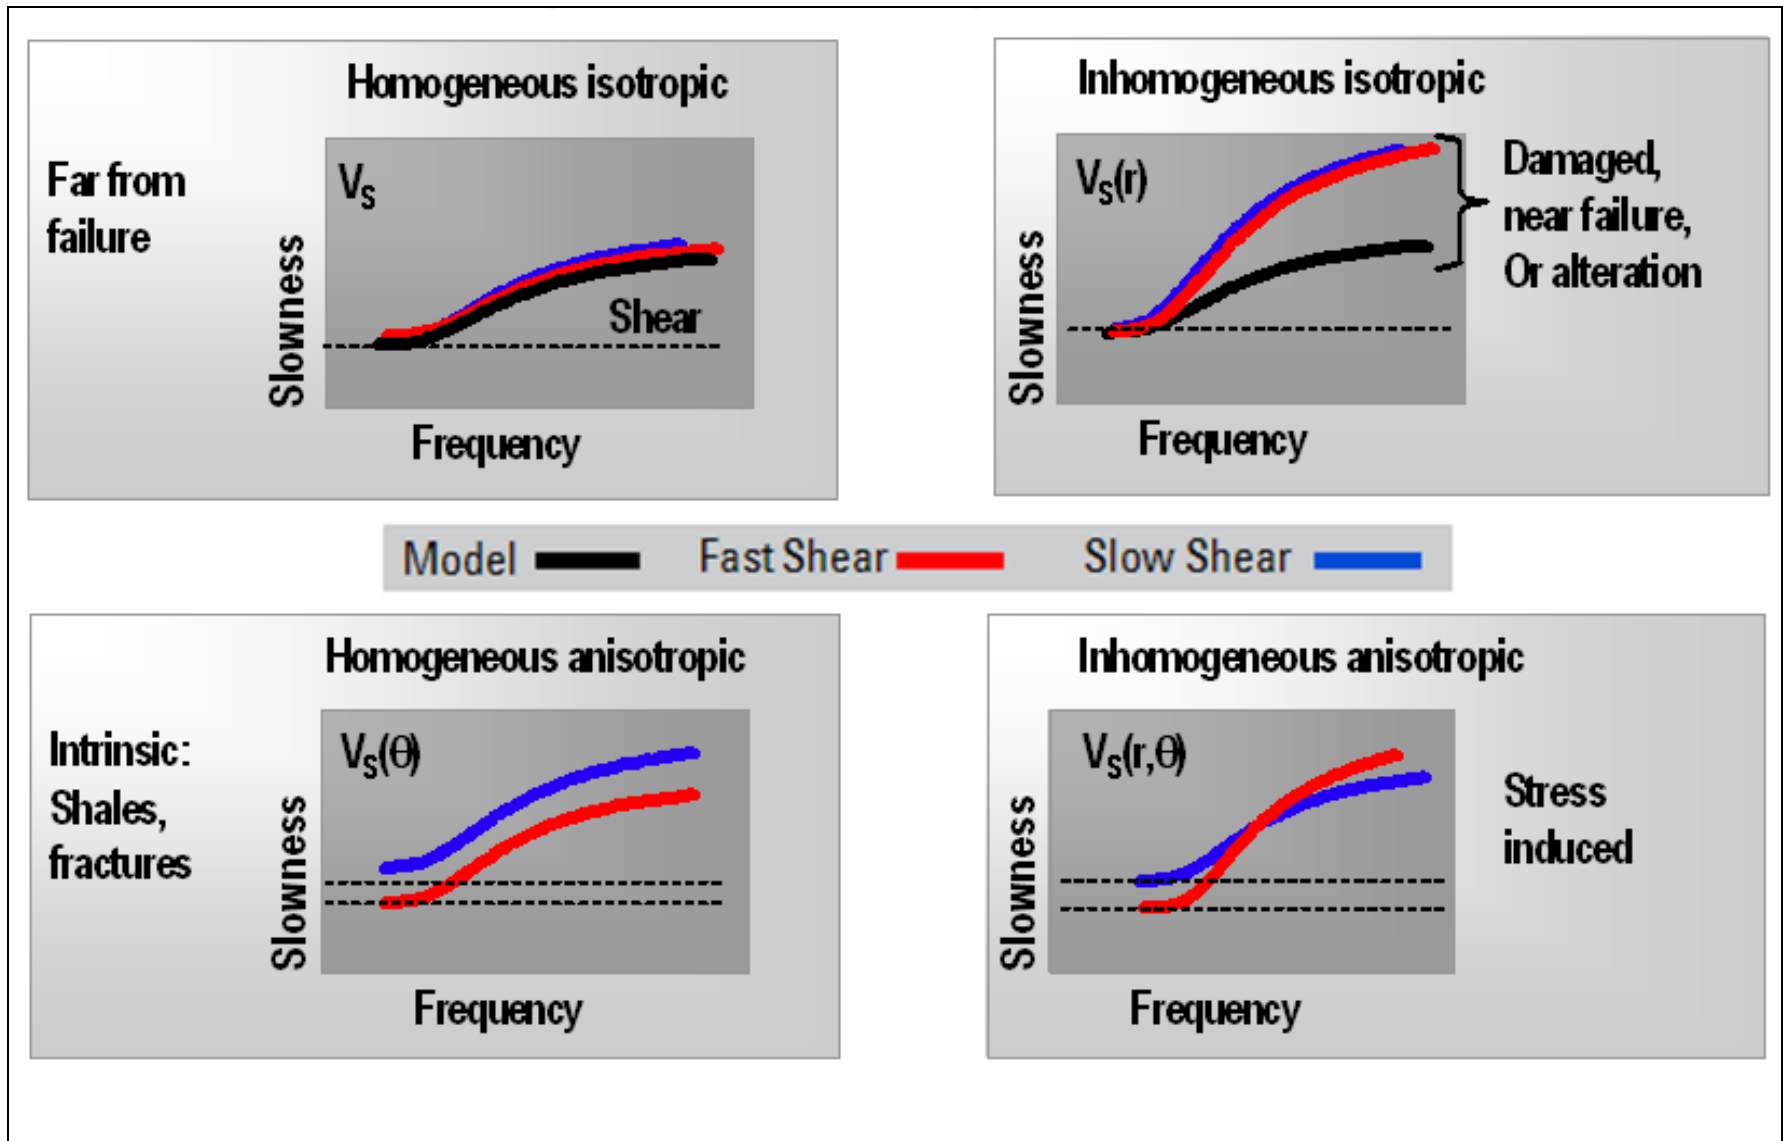 Homogeneous isotropic
Far from
failure
Vs
Shear
Slowness
Frequency
Inhomogeneous isotropic
Vs(r)
Damaged,
near failure,
Or alteration
Slowness
Frequency
Model Fast Shear Slow Shear
Homogeneous anisotropic
Intrinsic:
Shales,
fractures
Vs(θ)
Slowness
Frequency
Inhomogeneous anisotropic
Vs(r,θ)
Stress
induced
Slowness
Frequency